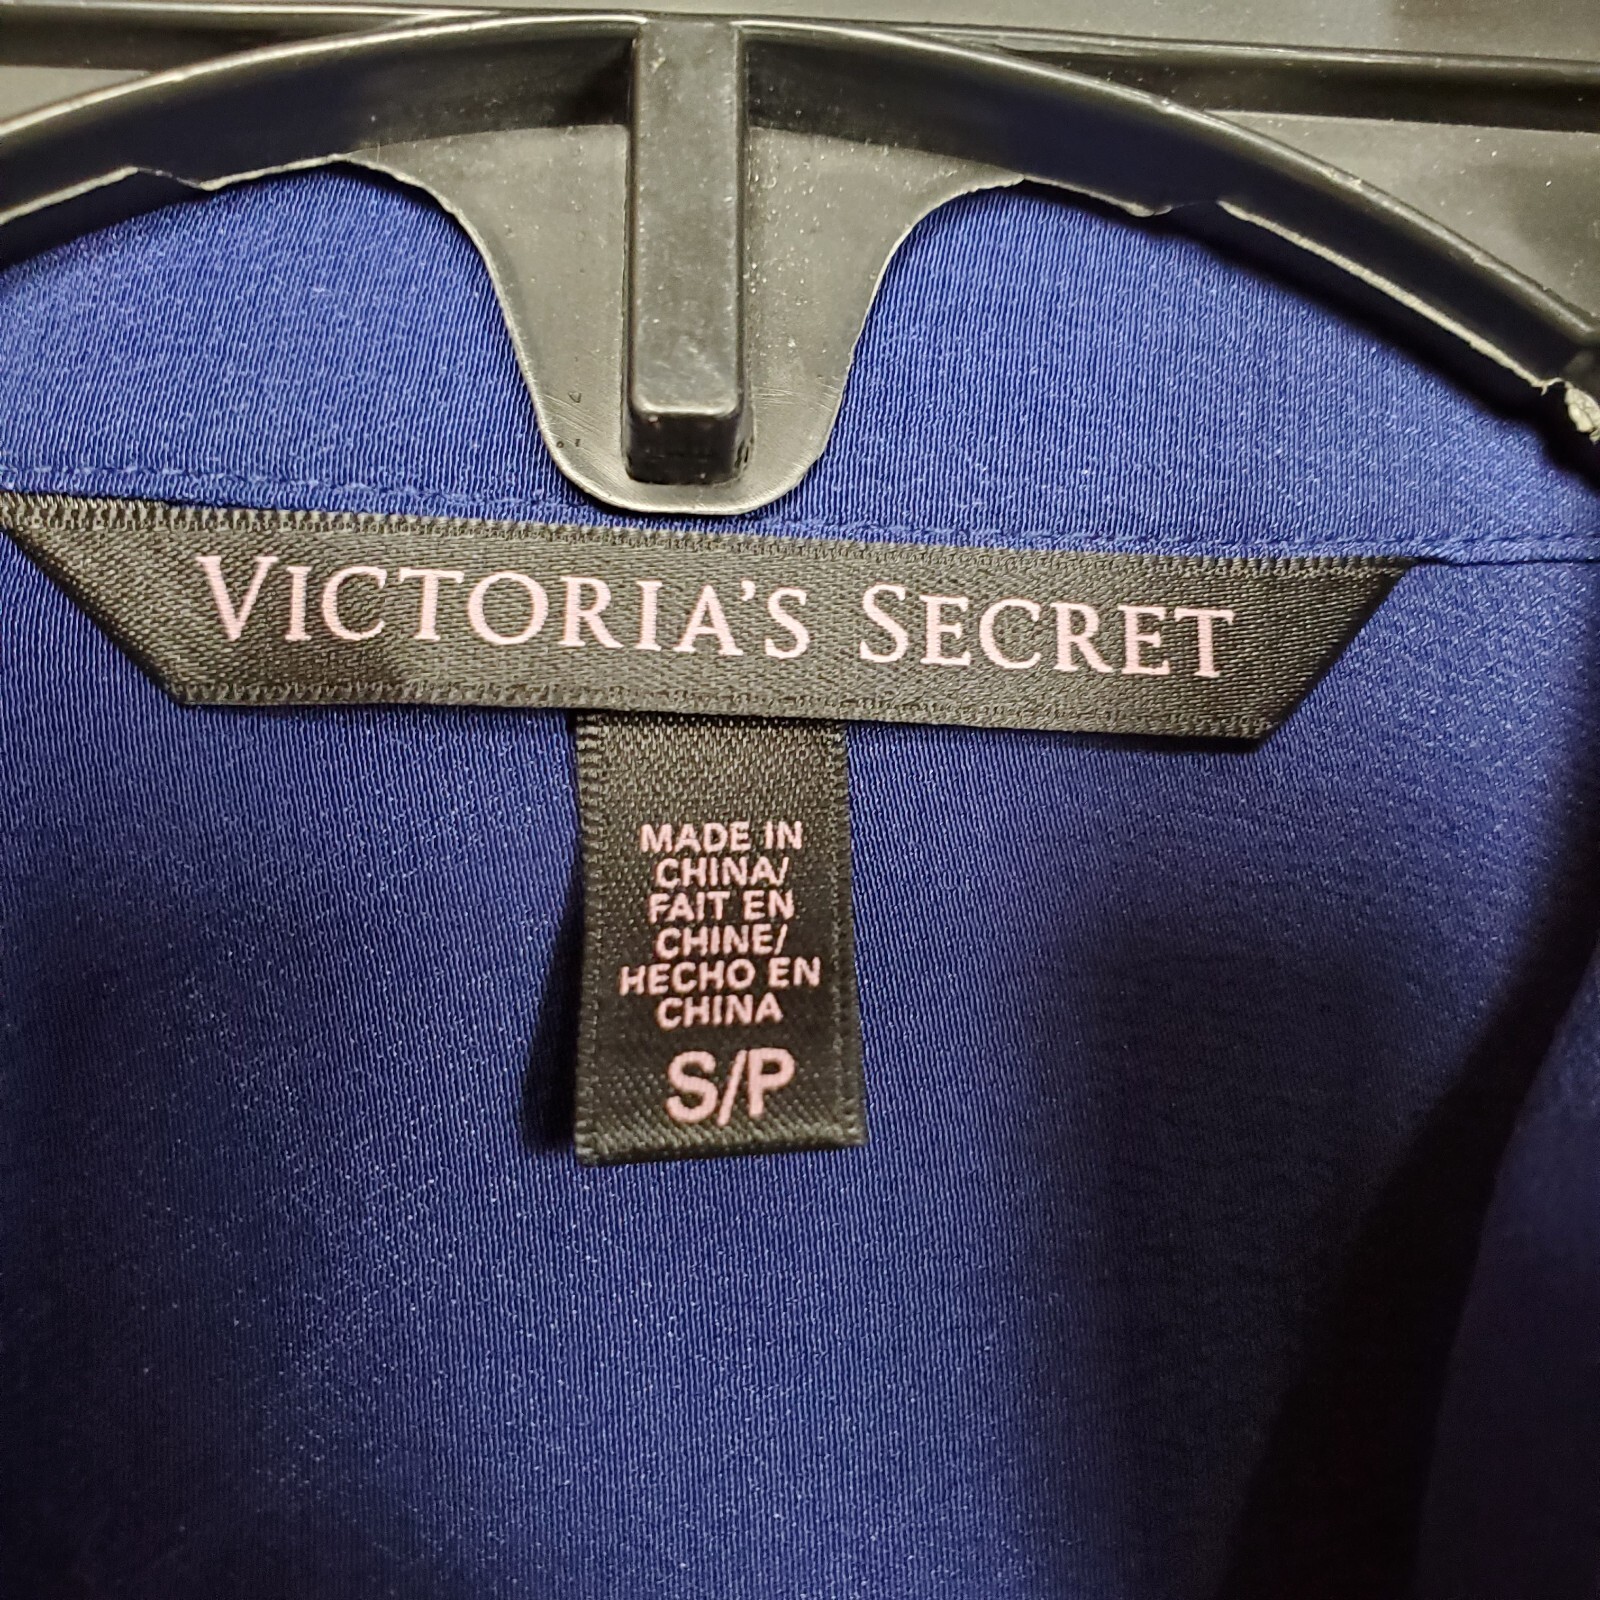 VICTORIA'S SECRET
MADE IN
CHINA/
FAIT EN
CHINE/
HECHO EN
CHINA
S/P